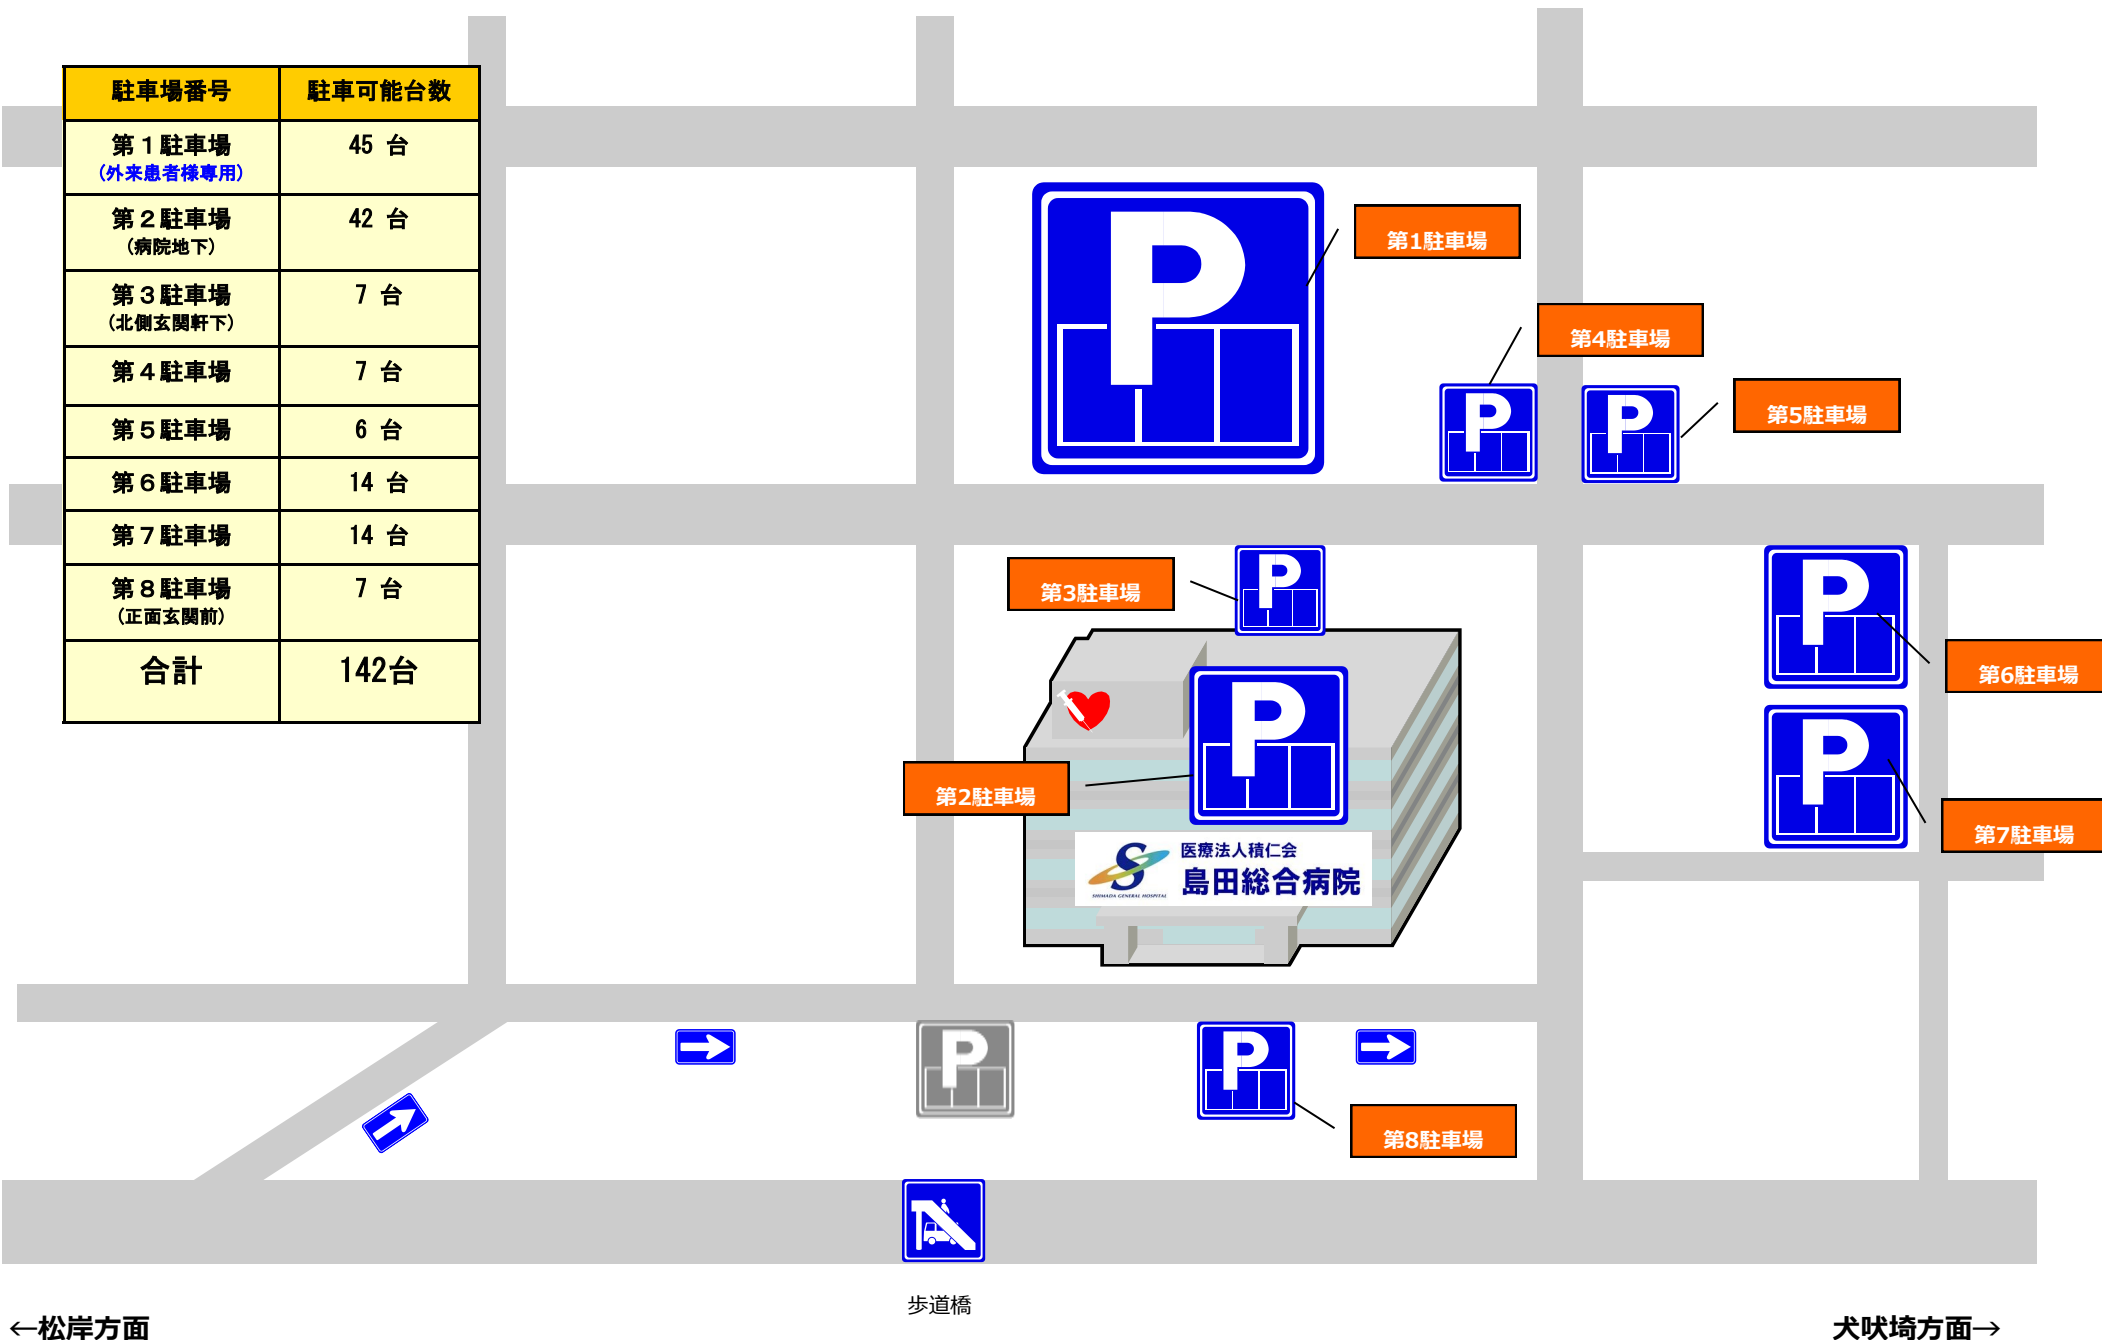 駐車場番号 駐車可能台数
第１駐車場 45 台
(外来患者様専用)
第２駐車場 42 台
(病院地下)
第３駐車場 7 台
(北側玄関軒下)
第４駐車場 7 台
第５駐車場 6 台
第６駐車場 14 台
第７駐車場 14 台
第８駐車場 7 台
(正面玄関前)
合計 142台
P
第1駐車場
第4駐車場
P
P
第5駐車場
P
第3駐車場
P
第6駐車場
P
第2駐車場
P
第7駐車場
S
医療法人積仁会
島田総合病院
SHIMADA GENERAL HOSPITAL
P
P
第8駐車場
歩道橋
←松岸方面
犬吠埼方面→